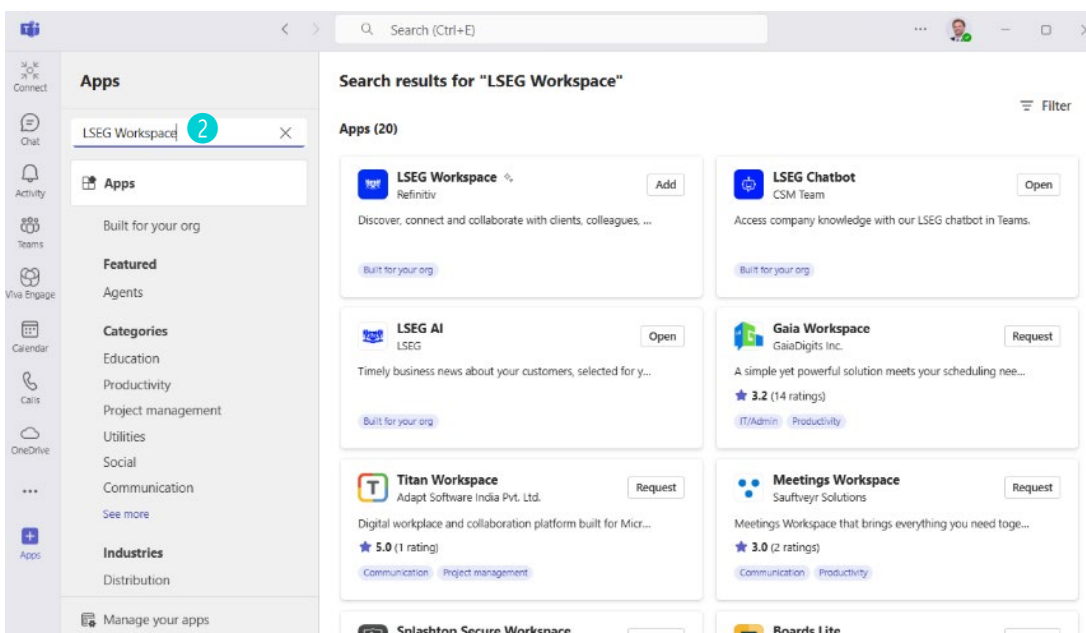 Search (Ctrl+E)
Connect
Chat
Activity
Teams
Viva Engage
Calendar
Calls
OneDrive
Apps
Apps
LSEG Workspace
2
Apps
Built for your org
Featured
Agents
Categories
Education
Productivity
Project management
Utilities
Social
Communication
See more
Industries
Distribution
Manage your apps
Search results for "LSEG Workspace"
Filter
Apps (20)
LSEG Workspace
Refinitiv
Add
Discover, connect and collaborate with clients, colleagues, ...
Built for your org
LSEG Chatbot
CSM Team
Open
Access company knowledge with our LSEG chatbot in Teams.
Built for your org
LSEG AI
LSEG
Open
Timely business news about your customers, selected for y...
Built for your org
Gaia Workspace
GaiaDigits Inc.
Request
A simple yet powerful solution meets your scheduling nee...
3.2 (14 ratings)
IT/Admin Productivity
Titan Workspace
Adapt Software India Pvt. Ltd.
Request
Digital workplace and collaboration platform built for Micr...
5.0 (1 rating)
Communication Project management
Meetings Workspace
Sauftveyr Solutions
Request
Meetings Workspace that brings everything you need toge...
3.0 (2 ratings)
Communication Productivity
Splashtop Secure Workspace
Boards Lite